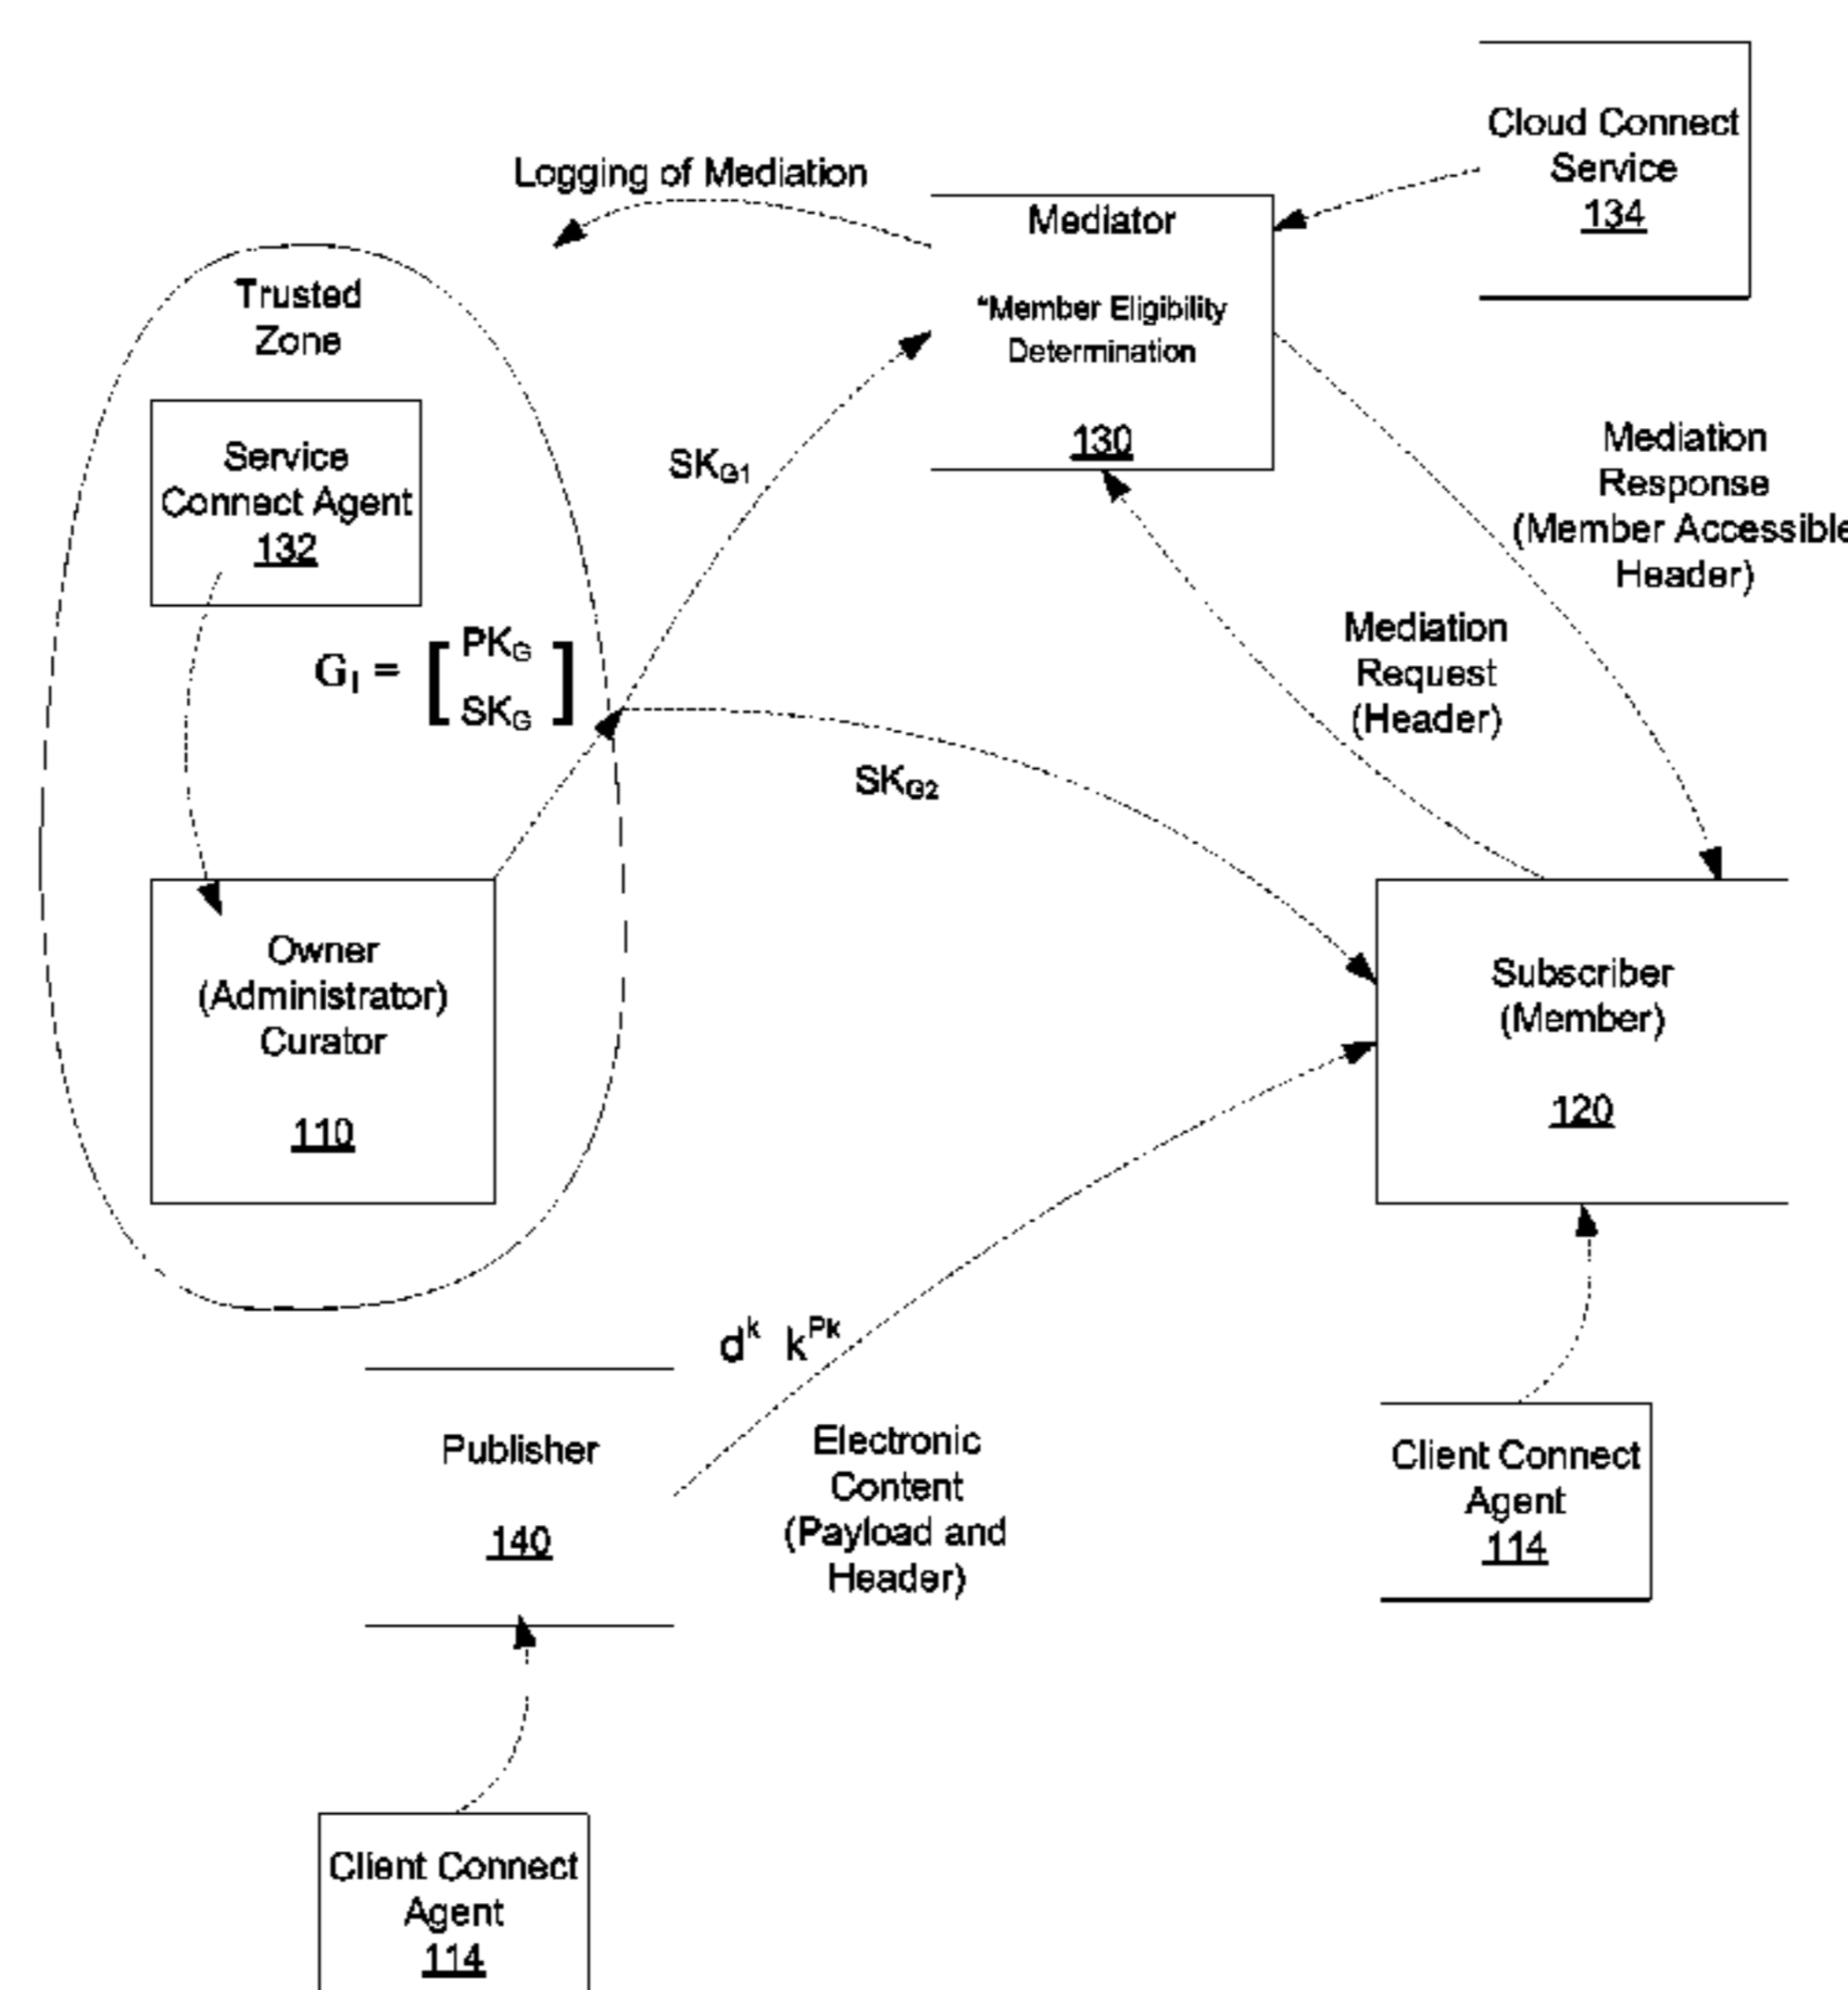 Cloud Connect
Service
134
Logging of Mediation
Mediator
“Member Eligibility
Determination
130
Trusted
Zone
Service
Connect Agent
132
SKG1
Mediation
Response
(Member Accessible
Header)
GI = [ PKG
SKG ]
Mediation
Request
(Header)
SKG2
Owner
(Administrator)
Curator
110
Subscriber
(Member)
120
d^k k^Pk
Publisher
140
Electronic
Content
(Payload and
Header)
Client Connect
Agent
114
Client Connect
Agent
114